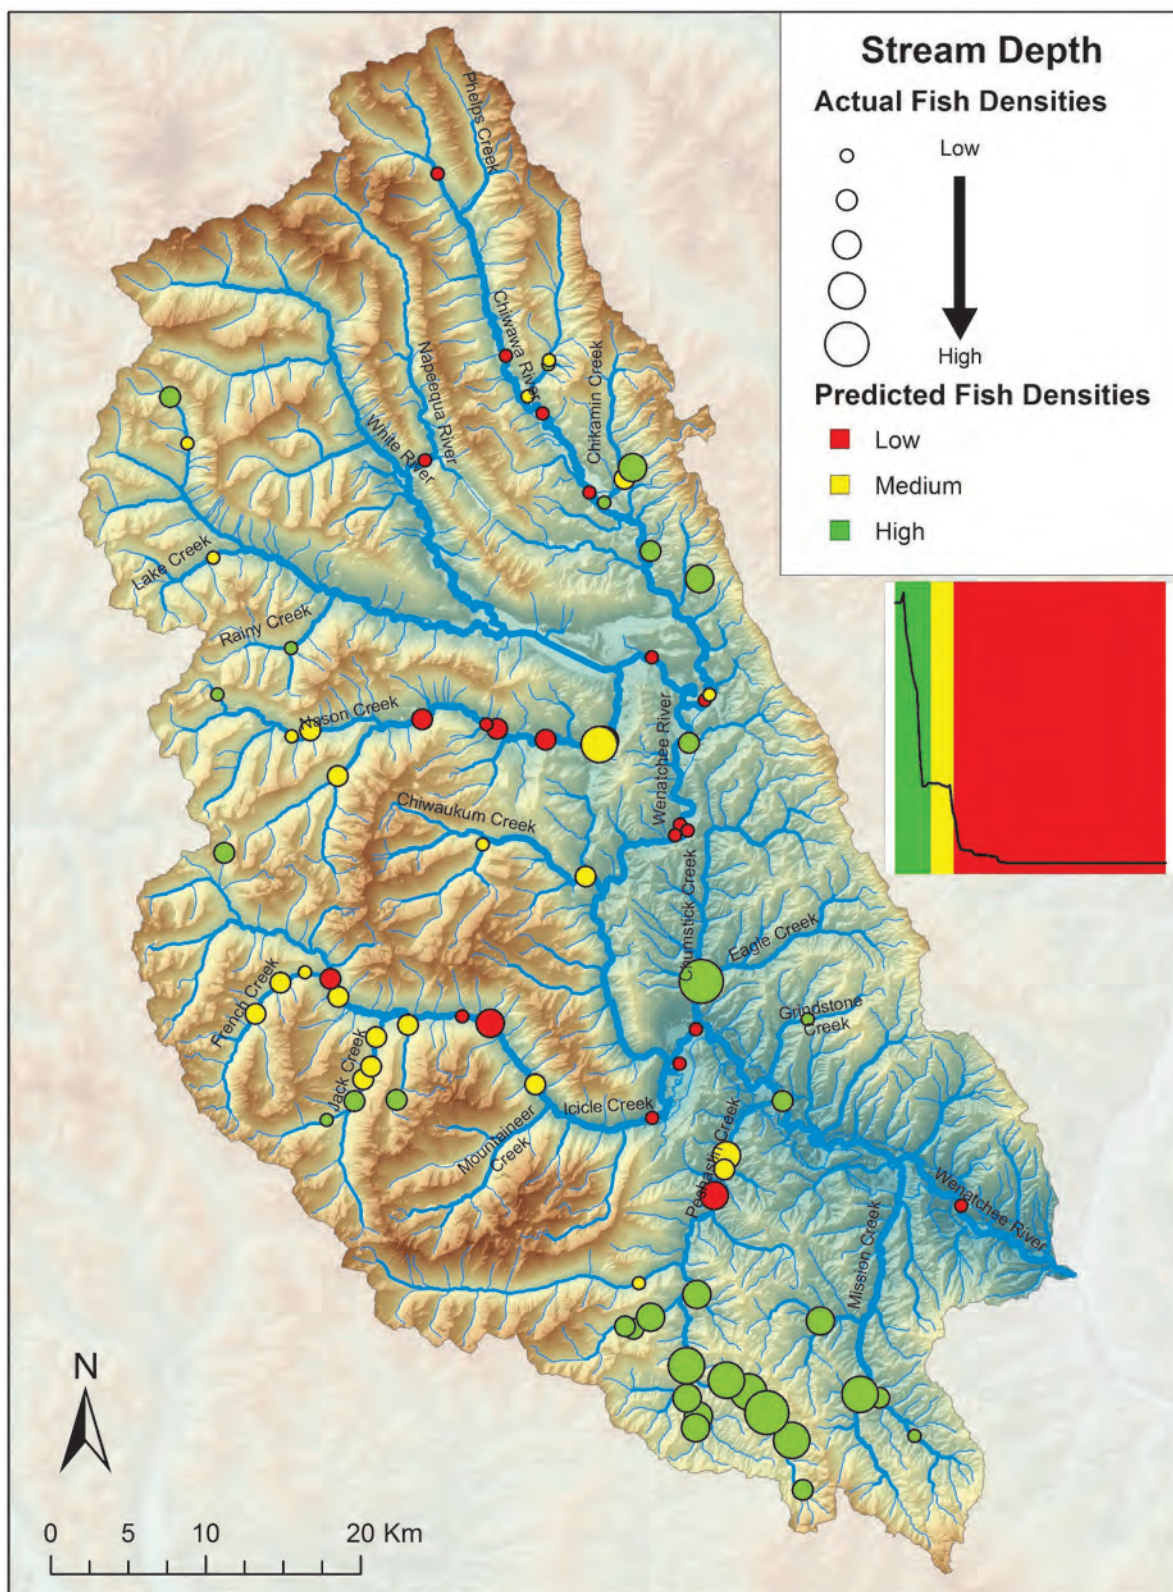 Stream Depth
Actual Fish Densities
Low
High
Predicted Fish Densities
Low
Medium
High
Phelps Creek
Chiwawa River
Napeequa River
White River
Chikamin Creek
Lake Creek
Rainy Creek
Nason Creek
Wenatchee River
Chiwaukum Creek
Chumstick Creek
Eagle Creek
Grindstone
Creek
French Creek
Jack Creek
Icicle Creek
Mountaineer
Creek
Peshastin Creek
Mission Creek
Wenatchee River
N
0 5 10 20 Km